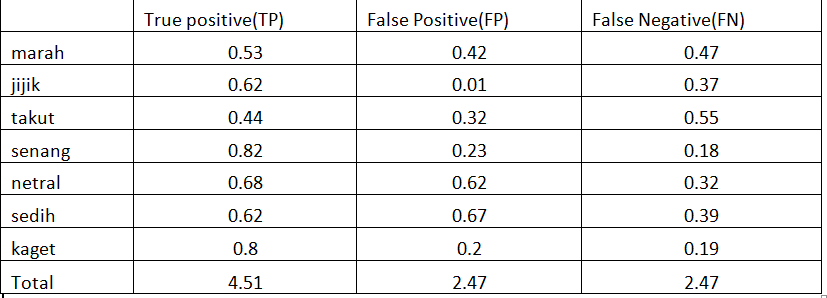 True positive(TP) False Positive(FP) False Negative(FN)
marah 0.53 0.42 0.47
jijik 0.62 0.01 0.37
takut 0.44 0.32 0.55
senang 0.82 0.23 0.18
netral 0.68 0.62 0.32
sedih 0.62 0.67 0.39
kaget 0.8 0.2 0.19
Total 4.51 2.47 2.47